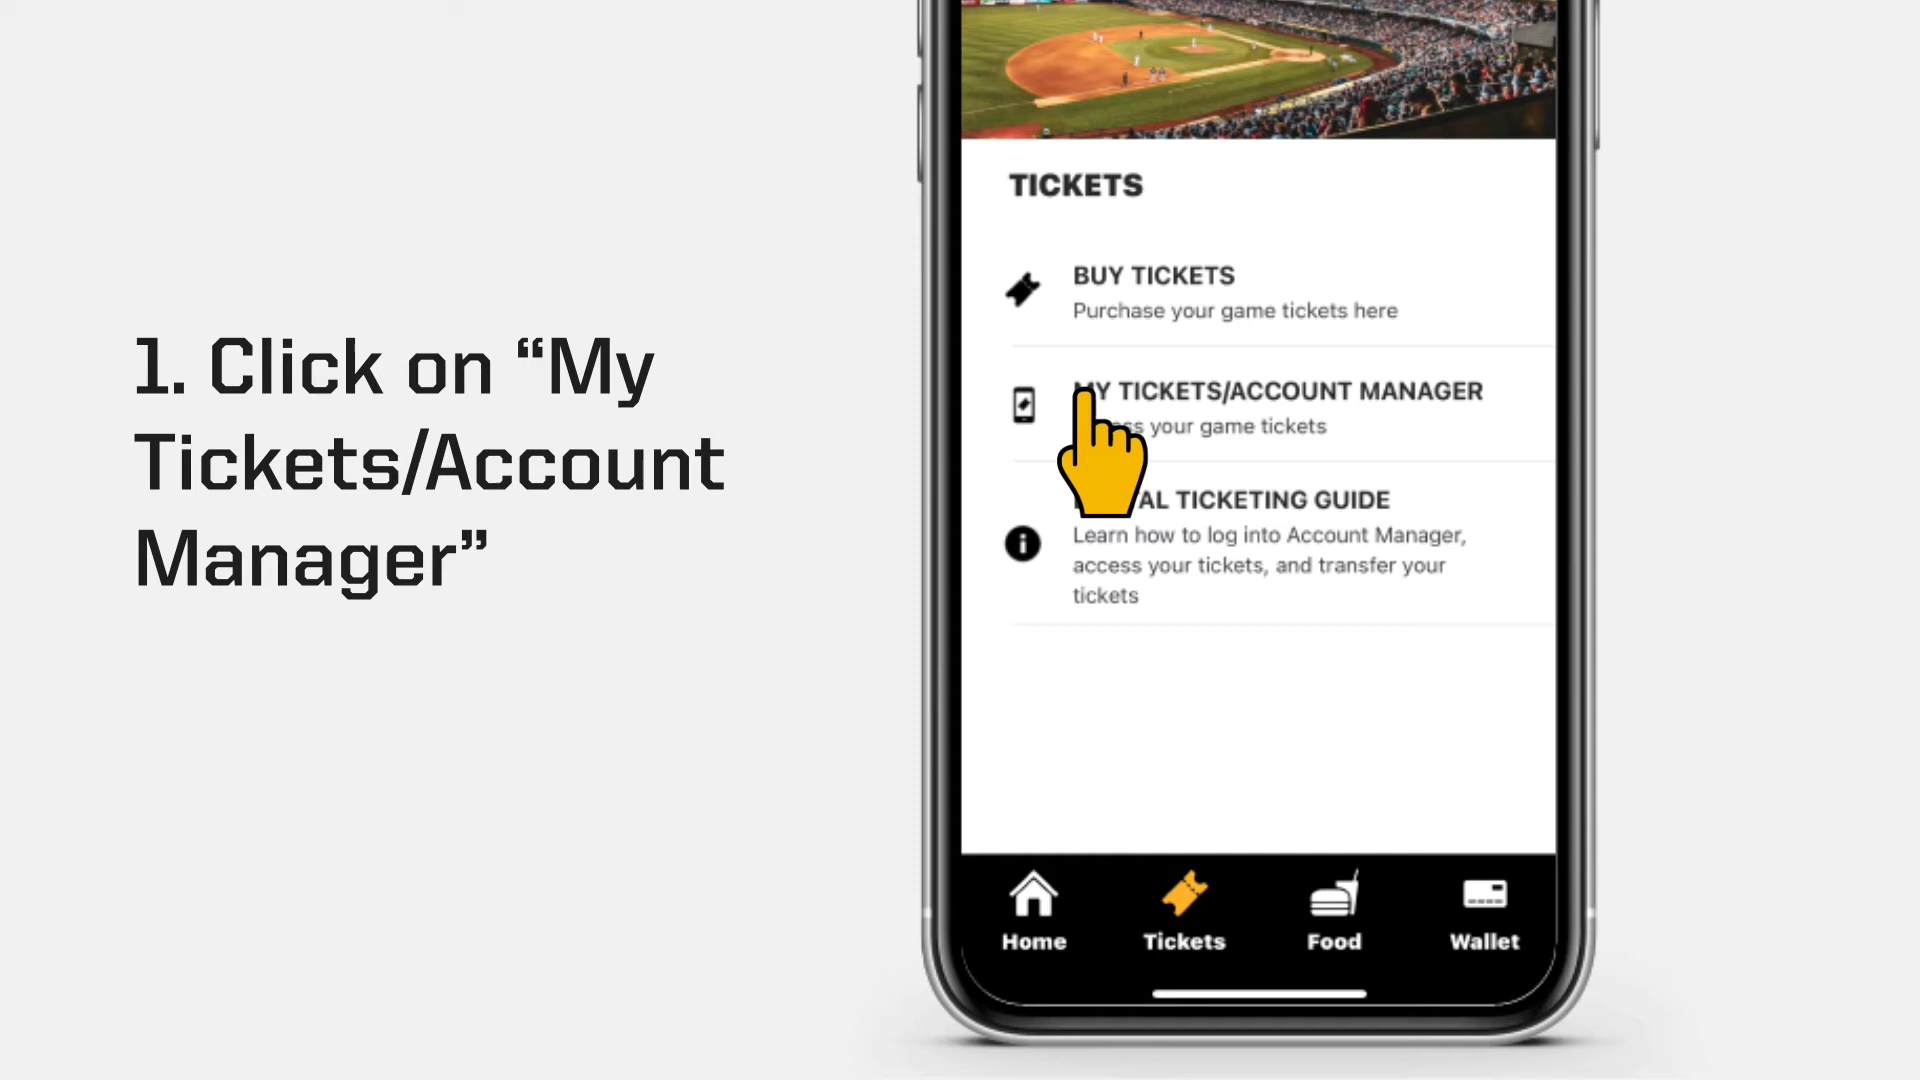 1. Click on “My
Tickets/Account
Manager”
TICKETS
BUY TICKETS
Purchase your game tickets here
MY TICKETS/ACCOUNT MANAGER
your game tickets
TICKETING GUIDE
Learn how to log into Account Manager,
access your tickets, and transfer your
tickets
Home
Tickets
Food
Wallet